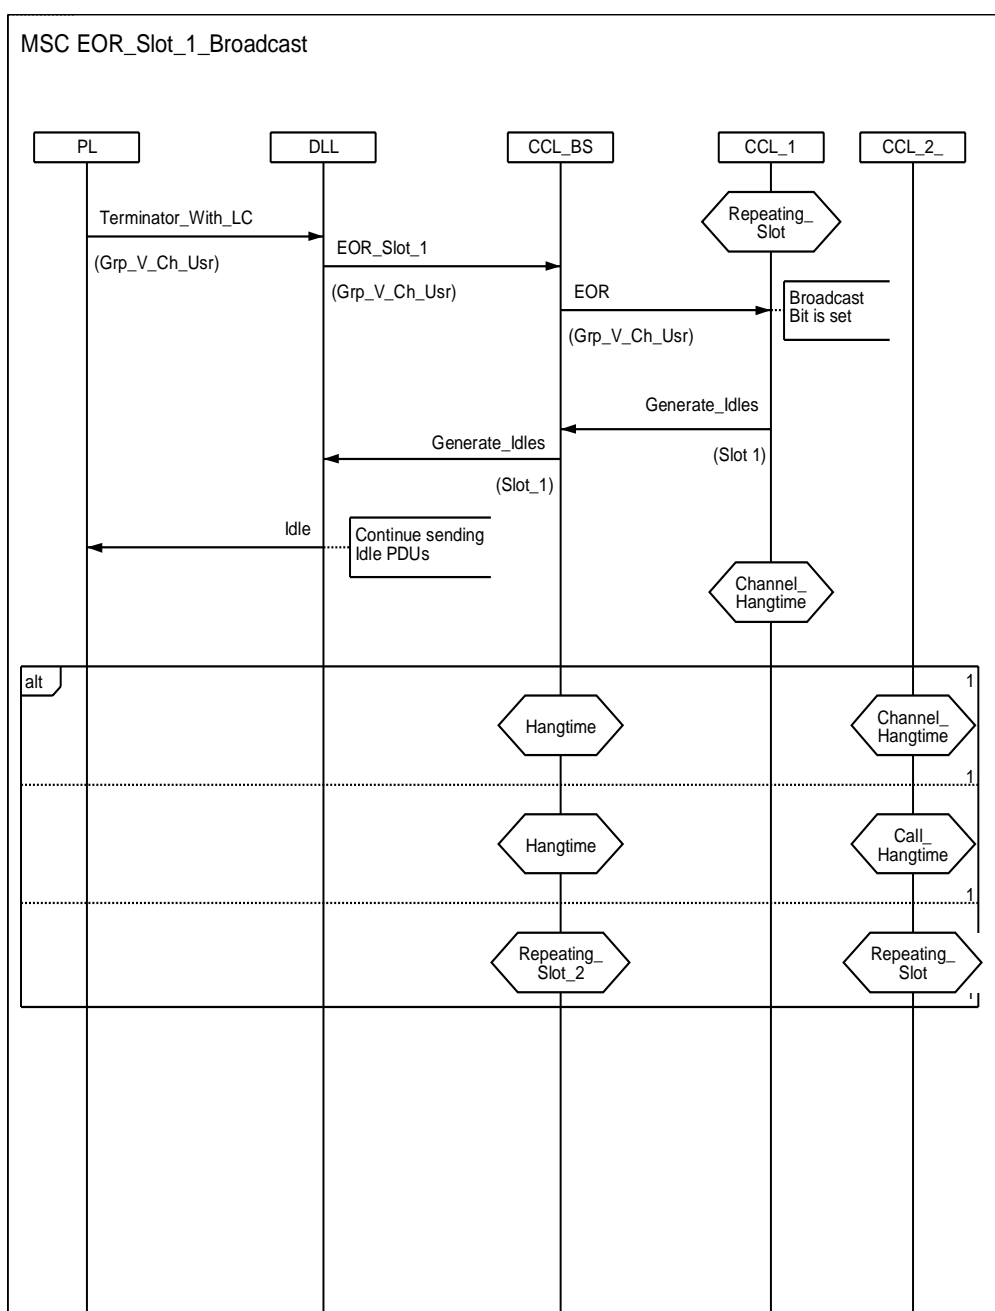 MSC EOR_Slot_1_Broadcast
PL
DLL
CCL_BS
CCL_1
CCL_2_
Repeating_
Slot
Terminator_With_LC
(Grp_V_Ch_Usr)
EOR_Slot_1
(Grp_V_Ch_Usr)
EOR
(Grp_V_Ch_Usr)
Broadcast
Bit is set
Generate_Idles
(Slot 1)
Generate_Idles
(Slot_1)
Idle
Continue sending
Idle PDUs
Channel_
Hangtime
alt
1
Hangtime
Channel_
Hangtime
1
Hangtime
Call_
Hangtime
1
Repeating_
Slot_2
Repeating_
Slot